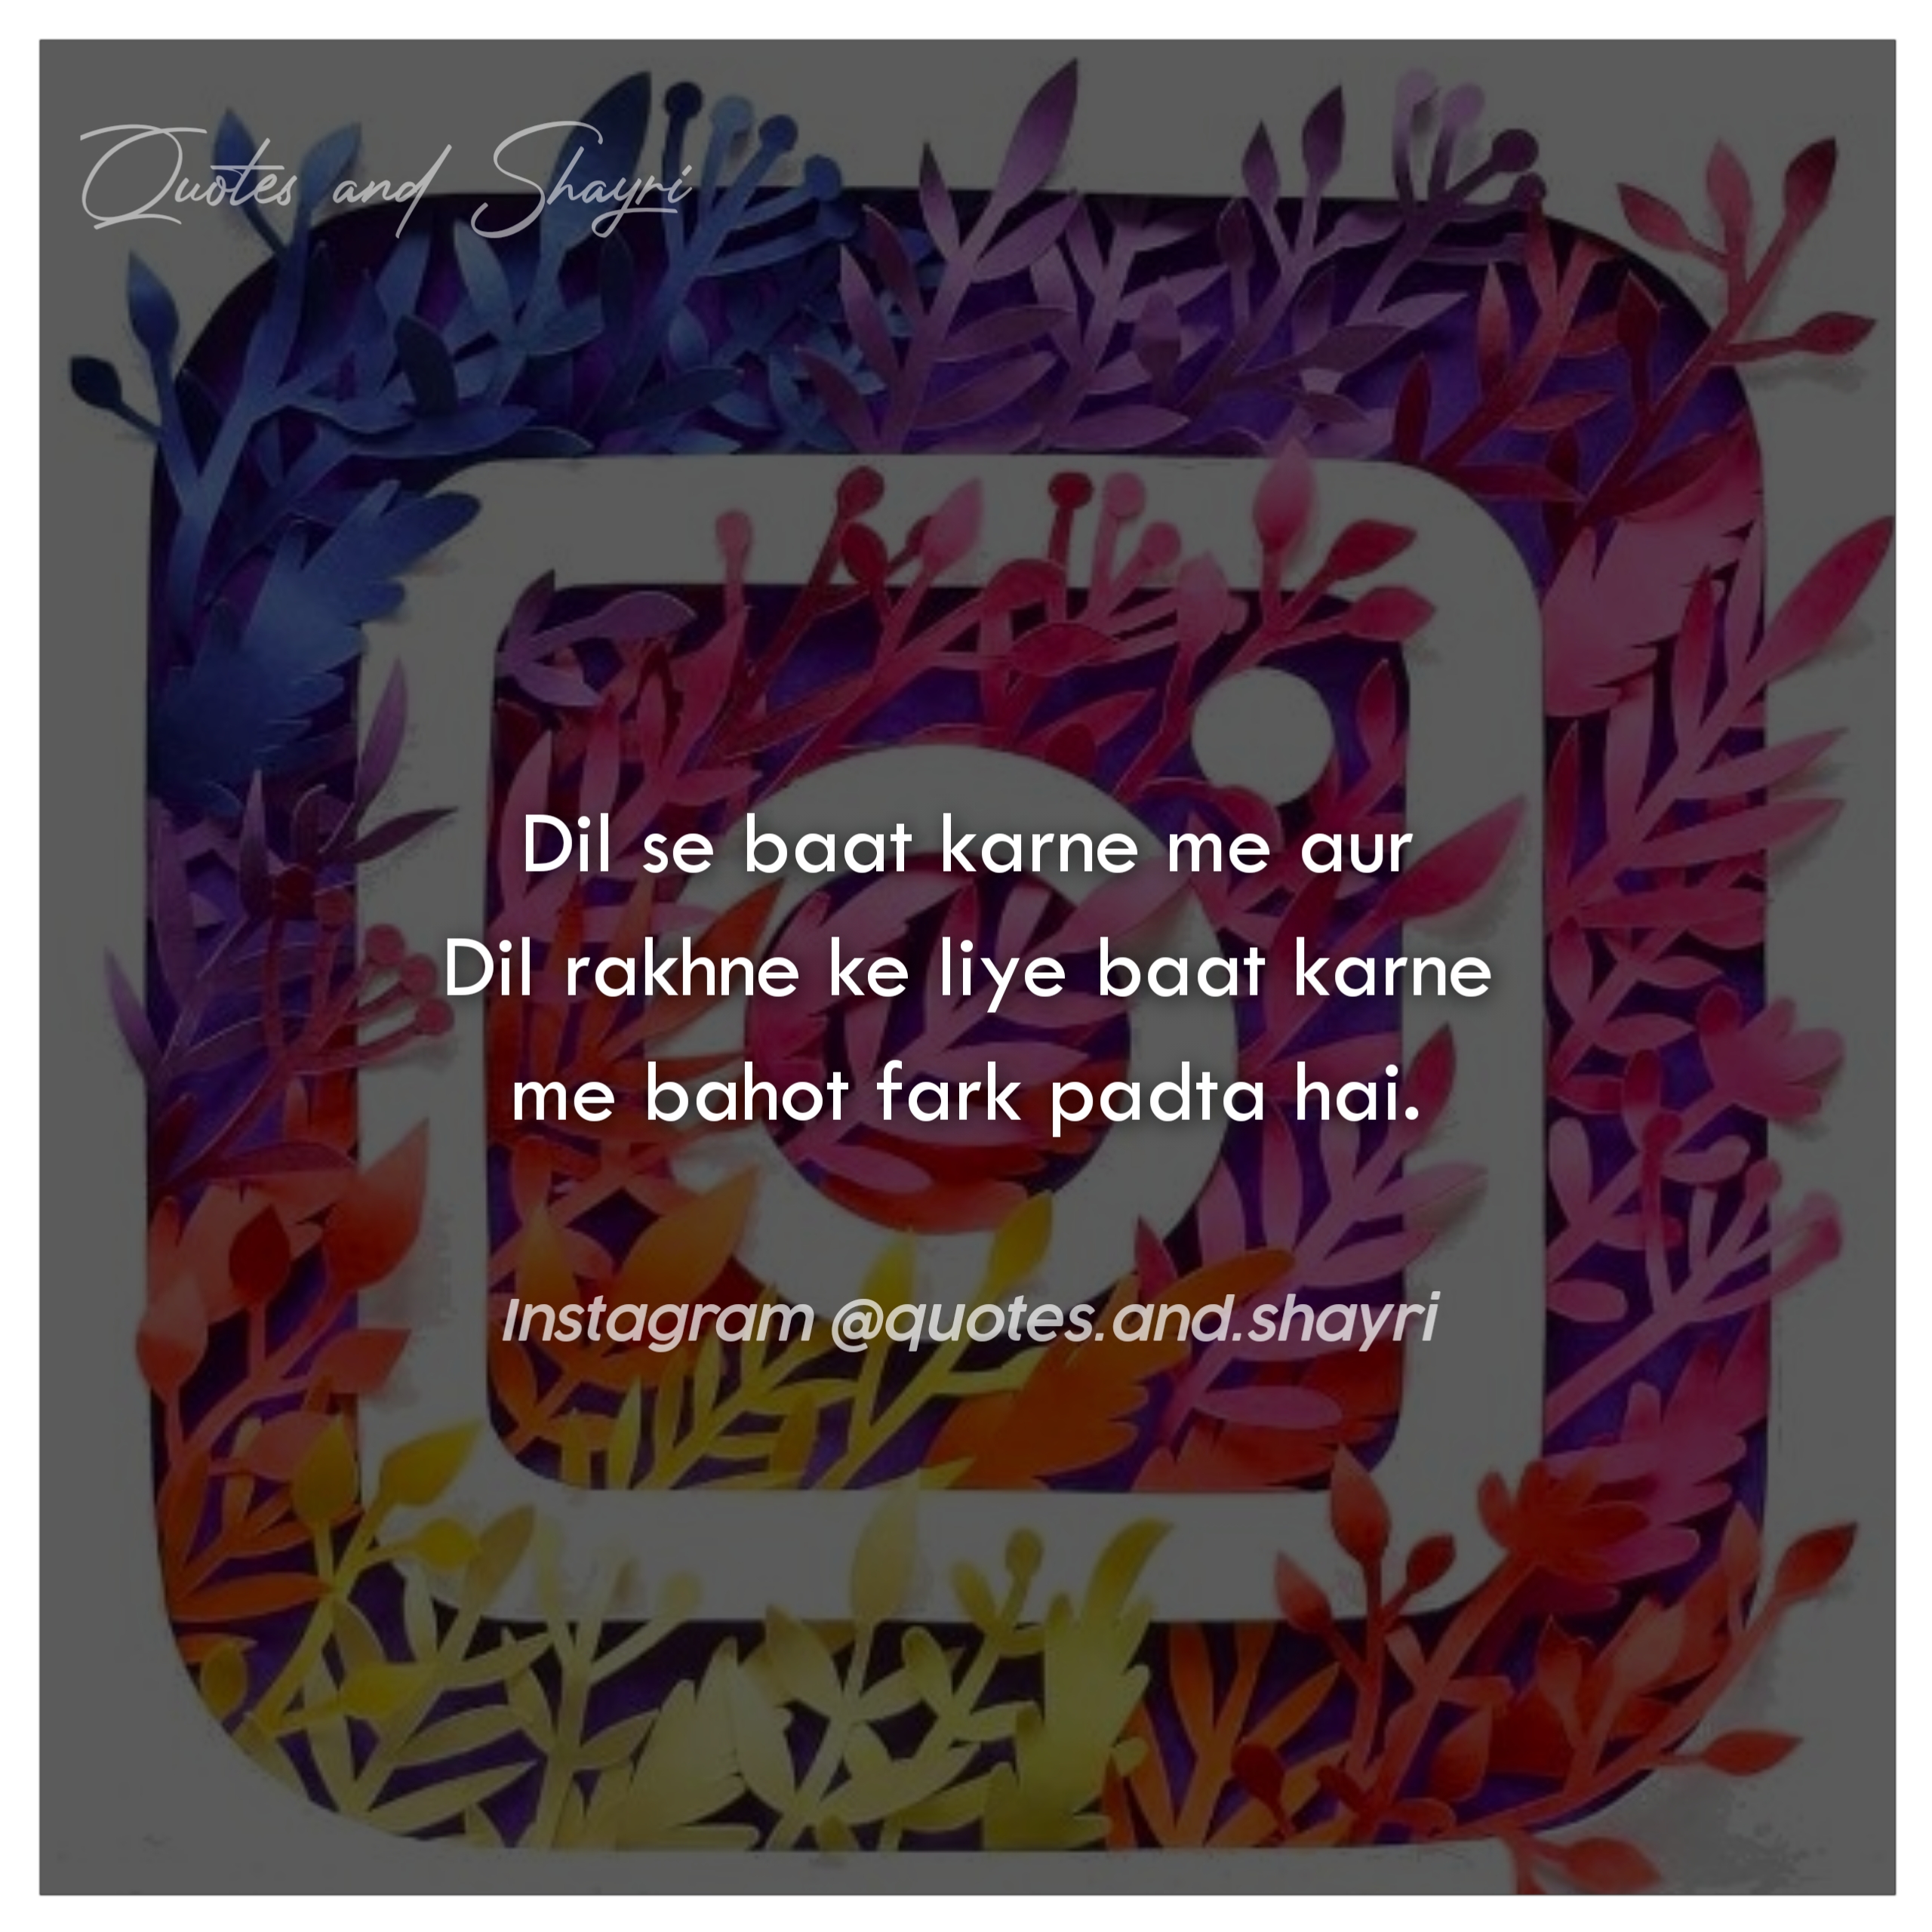 Quotes and Shayri
Dil se baat karne me aur
Dil rakhne ke liye baat karne
me bahot fark padta hai.
Instagram @quotes.and.shayri